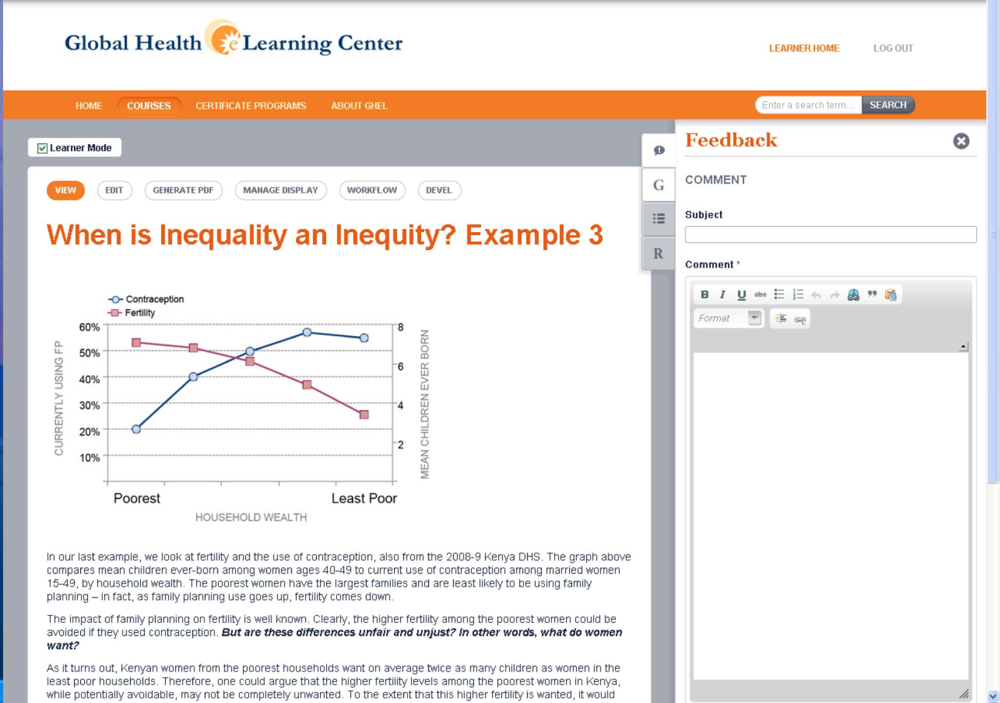 Global Health e Learning Center
LEARNER HOME
LOG OUT
HOME
COURSES
CERTIFICATE PROGRAMS
ABOUT GHEL
Enter a search term...
SEARCH
Learner Mode
VIEW
EDIT
GENERATE PDF
MANAGE DISPLAY
WORKFLOW
DEVEL
When is Inequality an Inequity? Example 3
Contraception
Fertility
60%
50%
40%
30%
20%
10%
CURRENTLY USING FP
8
6
4
2
MEAN CHILDREN EVER BORN
Poorest
Least Poor
HOUSEHOLD WEALTH
In our last example, we look at fertility and the use of contraception, also from the 2008-9 Kenya DHS. The graph above
compares mean children ever-born among women ages 40-49 to current use of contraception among married women
15-49, by household wealth. The poorest women have the largest families and are least likely to be using family
planning – in fact, as family planning use goes up, fertility comes down.
The impact of family planning on fertility is well known. Clearly, the higher fertility among the poorest women could be
avoided if they used contraception. But are these differences unfair and unjust? In other words, what do women
want?
As it turns out, Kenyan women from the poorest households want on average twice as many children as women in the
least poor households. Therefore, one could argue that the higher fertility levels among the poorest women in Kenya,
while potentially avoidable, may not be completely unwanted. To the extent that this higher fertility is wanted, it would
G
R
Feedback
COMMENT
Subject
Comment *
B I U abc
Format